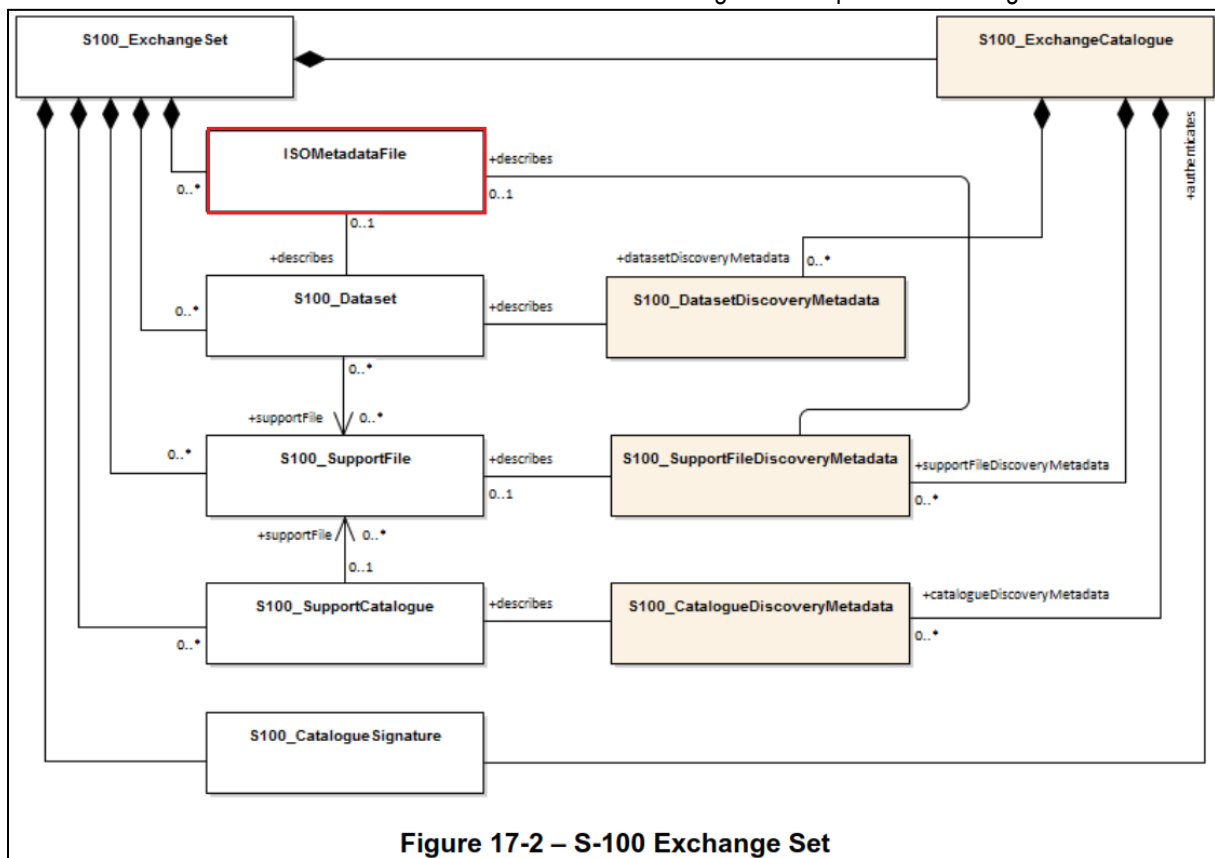 S100_ExchangeSet
S100_ExchangeCatalogue
ISOMetadataFile
+describes
0..*
0..1
+authenticates
0..1
+describes
+datasetDiscoveryMetadata
0..*
S100_Dataset
+describes
S100_DatasetDiscoveryMetadata
0..*
0..*
+supportFile
0..*
S100_SupportFile
+describes
S100_SupportFileDiscoveryMetadata
+supportFileDiscoveryMetadata
0..*
0..1
0..*
+supportFile
0..*
0..1
S100_SupportCatalogue
+describes
S100_CatalogueDiscoveryMetadata
+catalogueDiscoveryMetadata
0..*
0..*
S100_CatalogueSignature
Figure 17-2 – S-100 Exchange Set